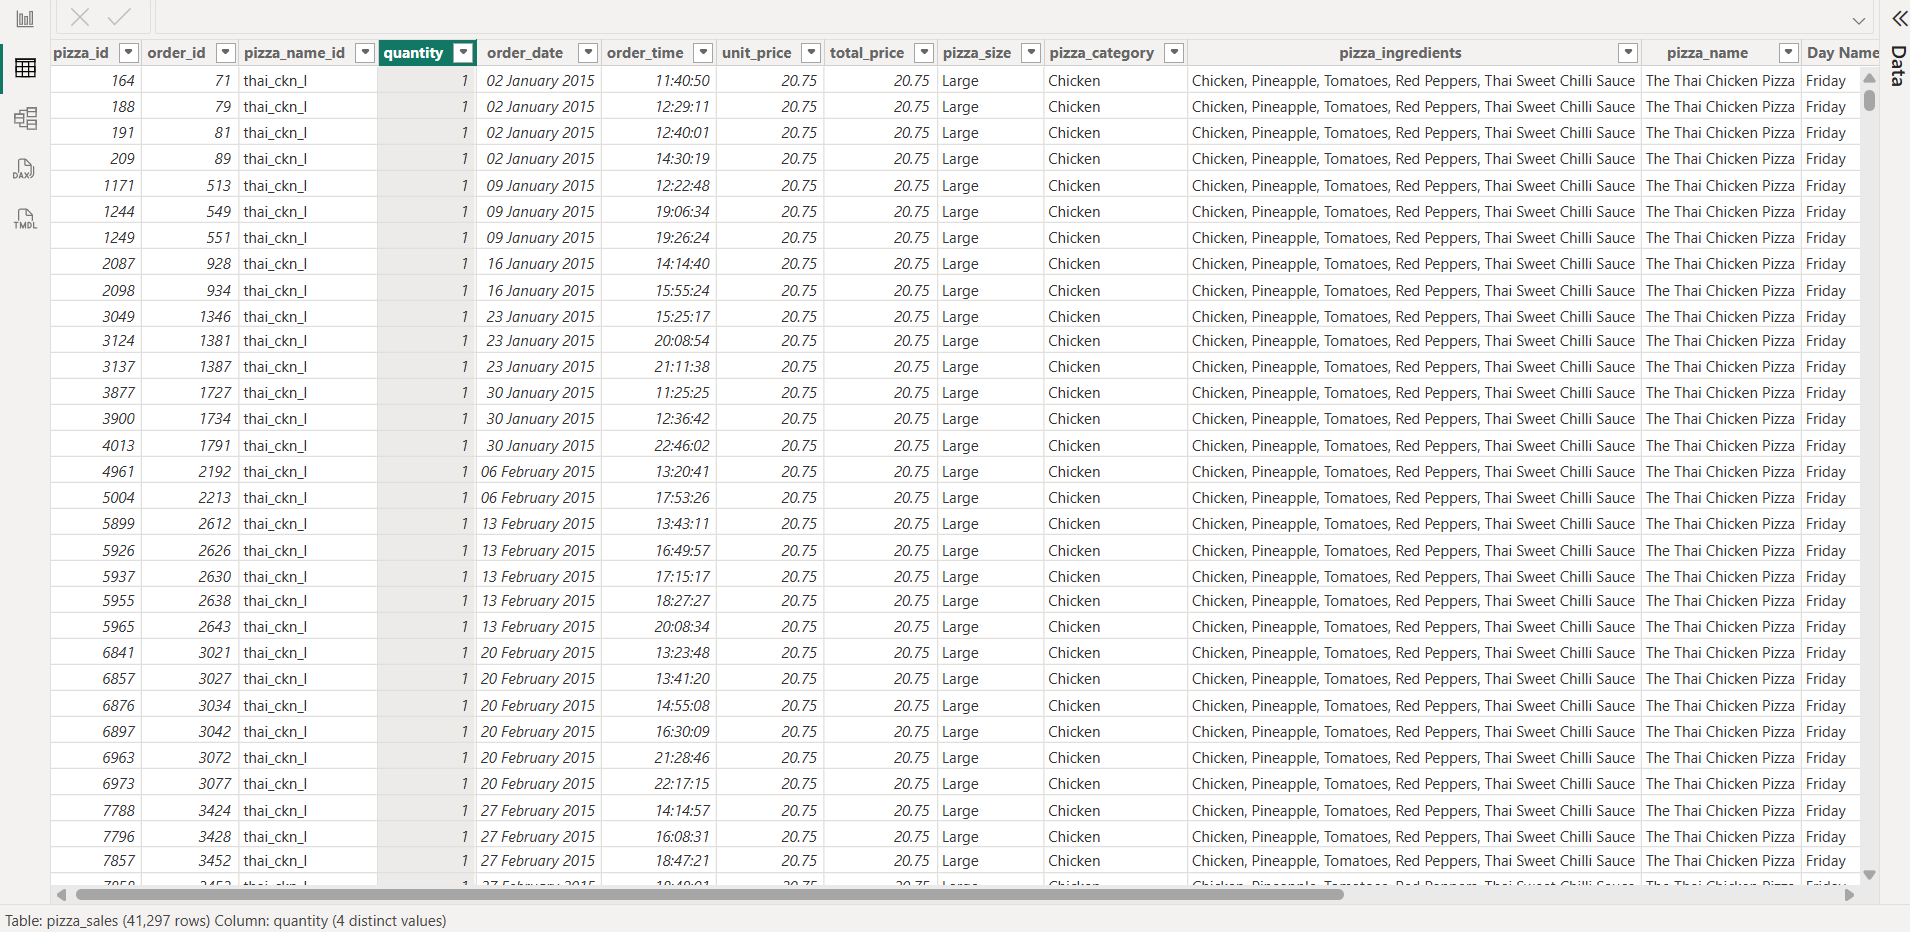 pizza_id order_id pizza_name_id quantity order_date order_time unit_price total_price pizza_size pizza_category pizza_ingredients pizza_name Day Name
164 71 thai_ckn_l 1 02 January 2015 11:40:50 20.75 20.75 Large Chicken Chicken, Pineapple, Tomatoes, Red Peppers, Thai Sweet Chilli Sauce The Thai Chicken Pizza Friday
188 79 thai_ckn_l 1 02 January 2015 12:29:11 20.75 20.75 Large Chicken Chicken, Pineapple, Tomatoes, Red Peppers, Thai Sweet Chilli Sauce The Thai Chicken Pizza Friday
191 81 thai_ckn_l 1 02 January 2015 12:40:01 20.75 20.75 Large Chicken Chicken, Pineapple, Tomatoes, Red Peppers, Thai Sweet Chilli Sauce The Thai Chicken Pizza Friday
209 89 thai_ckn_l 1 02 January 2015 14:30:19 20.75 20.75 Large Chicken Chicken, Pineapple, Tomatoes, Red Peppers, Thai Sweet Chilli Sauce The Thai Chicken Pizza Friday
1171 513 thai_ckn_l 1 09 January 2015 12:22:48 20.75 20.75 Large Chicken Chicken, Pineapple, Tomatoes, Red Peppers, Thai Sweet Chilli Sauce The Thai Chicken Pizza Friday
1244 549 thai_ckn_l 1 09 January 2015 19:06:34 20.75 20.75 Large Chicken Chicken, Pineapple, Tomatoes, Red Peppers, Thai Sweet Chilli Sauce The Thai Chicken Pizza Friday
1249 551 thai_ckn_l 1 09 January 2015 19:26:24 20.75 20.75 Large Chicken Chicken, Pineapple, Tomatoes, Red Peppers, Thai Sweet Chilli Sauce The Thai Chicken Pizza Friday
2087 928 thai_ckn_l 1 16 January 2015 14:14:40 20.75 20.75 Large Chicken Chicken, Pineapple, Tomatoes, Red Peppers, Thai Sweet Chilli Sauce The Thai Chicken Pizza Friday
2098 934 thai_ckn_l 1 16 January 2015 15:55:24 20.75 20.75 Large Chicken Chicken, Pineapple, Tomatoes, Red Peppers, Thai Sweet Chilli Sauce The Thai Chicken Pizza Friday
3049 1346 thai_ckn_l 1 23 January 2015 15:25:17 20.75 20.75 Large Chicken Chicken, Pineapple, Tomatoes, Red Peppers, Thai Sweet Chilli Sauce The Thai Chicken Pizza Friday
3124 1381 thai_ckn_l 1 23 January 2015 20:08:54 20.75 20.75 Large Chicken Chicken, Pineapple, Tomatoes, Red Peppers, Thai Sweet Chilli Sauce The Thai Chicken Pizza Friday
3137 1387 thai_ckn_l 1 23 January 2015 21:11:38 20.75 20.75 Large Chicken Chicken, Pineapple, Tomatoes, Red Peppers, Thai Sweet Chilli Sauce The Thai Chicken Pizza Friday
3877 1727 thai_ckn_l 1 30 January 2015 11:25:25 20.75 20.75 Large Chicken Chicken, Pineapple, Tomatoes, Red Peppers, Thai Sweet Chilli Sauce The Thai Chicken Pizza Friday
3900 1734 thai_ckn_l 1 30 January 2015 12:36:42 20.75 20.75 Large Chicken Chicken, Pineapple, Tomatoes, Red Peppers, Thai Sweet Chilli Sauce The Thai Chicken Pizza Friday
4013 1791 thai_ckn_l 1 30 January 2015 22:46:02 20.75 20.75 Large Chicken Chicken, Pineapple, Tomatoes, Red Peppers, Thai Sweet Chilli Sauce The Thai Chicken Pizza Friday
4961 2192 thai_ckn_l 1 06 February 2015 13:20:41 20.75 20.75 Large Chicken Chicken, Pineapple, Tomatoes, Red Peppers, Thai Sweet Chilli Sauce The Thai Chicken Pizza Friday
5004 2213 thai_ckn_l 1 06 February 2015 17:53:26 20.75 20.75 Large Chicken Chicken, Pineapple, Tomatoes, Red Peppers, Thai Sweet Chilli Sauce The Thai Chicken Pizza Friday
5899 2612 thai_ckn_l 1 13 February 2015 13:43:11 20.75 20.75 Large Chicken Chicken, Pineapple, Tomatoes, Red Peppers, Thai Sweet Chilli Sauce The Thai Chicken Pizza Friday
5926 2626 thai_ckn_l 1 13 February 2015 16:49:57 20.75 20.75 Large Chicken Chicken, Pineapple, Tomatoes, Red Peppers, Thai Sweet Chilli Sauce The Thai Chicken Pizza Friday
5937 2630 thai_ckn_l 1 13 February 2015 17:15:17 20.75 20.75 Large Chicken Chicken, Pineapple, Tomatoes, Red Peppers, Thai Sweet Chilli Sauce The Thai Chicken Pizza Friday
5955 2638 thai_ckn_l 1 13 February 2015 18:27:27 20.75 20.75 Large Chicken Chicken, Pineapple, Tomatoes, Red Peppers, Thai Sweet Chilli Sauce The Thai Chicken Pizza Friday
5965 2643 thai_ckn_l 1 13 February 2015 20:08:34 20.75 20.75 Large Chicken Chicken, Pineapple, Tomatoes, Red Peppers, Thai Sweet Chilli Sauce The Thai Chicken Pizza Friday
6841 3021 thai_ckn_l 1 20 February 2015 13:23:48 20.75 20.75 Large Chicken Chicken, Pineapple, Tomatoes, Red Peppers, Thai Sweet Chilli Sauce The Thai Chicken Pizza Friday
6857 3027 thai_ckn_l 1 20 February 2015 13:41:20 20.75 20.75 Large Chicken Chicken, Pineapple, Tomatoes, Red Peppers, Thai Sweet Chilli Sauce The Thai Chicken Pizza Friday
6876 3034 thai_ckn_l 1 20 February 2015 14:55:08 20.75 20.75 Large Chicken Chicken, Pineapple, Tomatoes, Red Peppers, Thai Sweet Chilli Sauce The Thai Chicken Pizza Friday
6897 3042 thai_ckn_l 1 20 February 2015 16:30:09 20.75 20.75 Large Chicken Chicken, Pineapple, Tomatoes, Red Peppers, Thai Sweet Chilli Sauce The Thai Chicken Pizza Friday
6963 3072 thai_ckn_l 1 20 February 2015 21:28:46 20.75 20.75 Large Chicken Chicken, Pineapple, Tomatoes, Red Peppers, Thai Sweet Chilli Sauce The Thai Chicken Pizza Friday
6973 3077 thai_ckn_l 1 20 February 2015 22:17:15 20.75 20.75 Large Chicken Chicken, Pineapple, Tomatoes, Red Peppers, Thai Sweet Chilli Sauce The Thai Chicken Pizza Friday
7788 3424 thai_ckn_l 1 27 February 2015 14:14:57 20.75 20.75 Large Chicken Chicken, Pineapple, Tomatoes, Red Peppers, Thai Sweet Chilli Sauce The Thai Chicken Pizza Friday
7796 3428 thai_ckn_l 1 27 February 2015 16:08:31 20.75 20.75 Large Chicken Chicken, Pineapple, Tomatoes, Red Peppers, Thai Sweet Chilli Sauce The Thai Chicken Pizza Friday
7857 3452 thai_ckn_l 1 27 February 2015 18:47:21 20.75 20.75 Large Chicken Chicken, Pineapple, Tomatoes, Red Peppers, Thai Sweet Chilli Sauce The Thai Chicken Pizza Friday
DAX
TMDL
Data
Table: pizza_sales (41,297 rows) Column: quantity (4 distinct values)